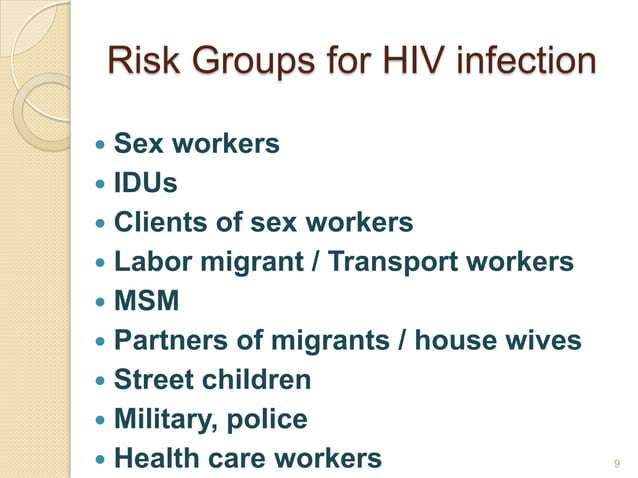 Risk Groups for HIV infection
• Sex workers
• IDUs
• Clients of sex workers
• Labor migrant / Transport workers
• MSM
• Partners of migrants / house wives
• Street children
• Military, police
• Health care workers
9